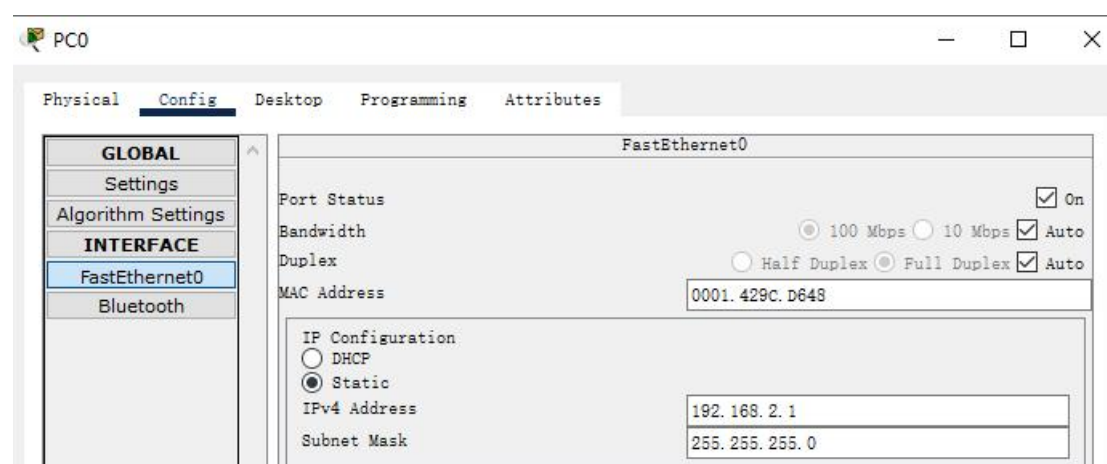 PC0
Physical Config Desktop Programming Attributes
GLOBAL
Settings
Algorithm Settings
INTERFACE
FastEthernet0
Bluetooth
FastEthernet0
Port Status On
Bandwidth 100 Mbps 10 Mbps Auto
Duplex Half Duplex Full Duplex Auto
MAC Address 0001.429C.D648
IP Configuration
DHCP
Static
IPv4 Address 192.168.2.1
Subnet Mask 255.255.255.0